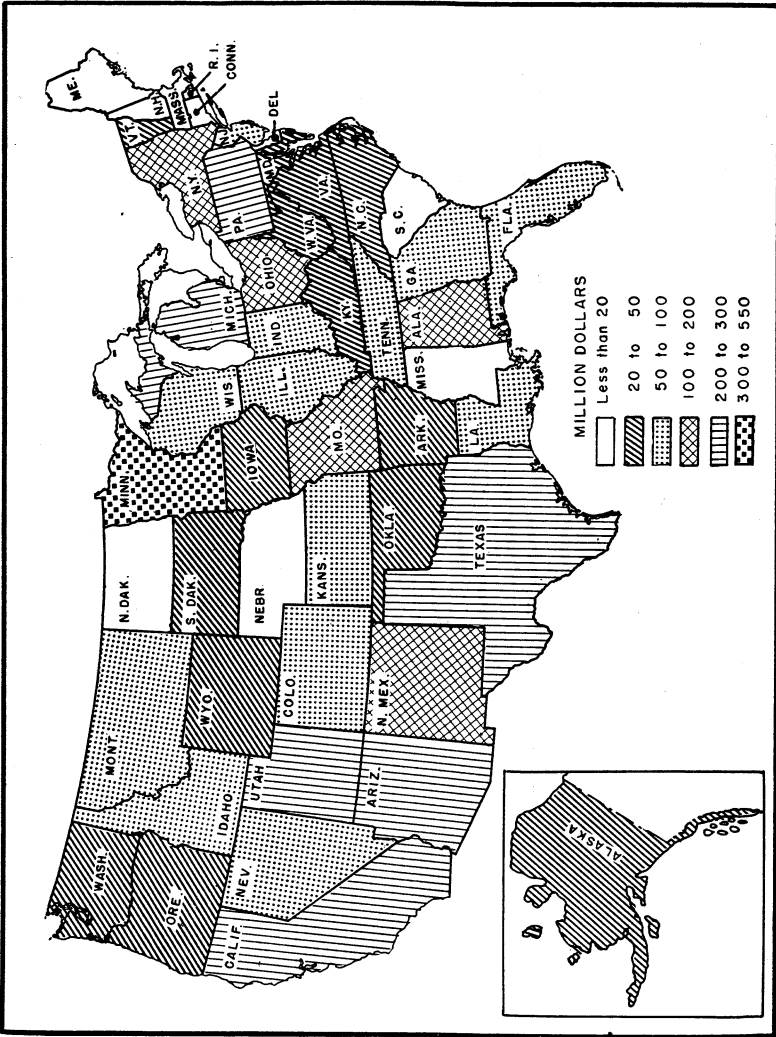 WASH.
ORE.
CALIF.
NEV.
IDAHO
MONT.
WYO.
UTAH
ARIZ.
COLO.
N. MEX.
N. DAK.
S. DAK.
NEBR.
KANS.
OKLA.
TEXAS
MINN.
IOWA
MO.
ARK.
LA.
WIS.
ILL.
MICH.
IND.
OHIO
KY.
TENN.
MISS.
ALA.
GA.
FLA.
S.C.
N.C.
VA.
W.VA.
MD.
DEL.
PA.
N.J.
N.Y.
VT.
N.H.
ME.
MASS.
R. I.
CONN.
ALASKA
MILLION DOLLARS
Less than 20
20 to 50
50 to 100
100 to 200
200 to 300
300 to 550